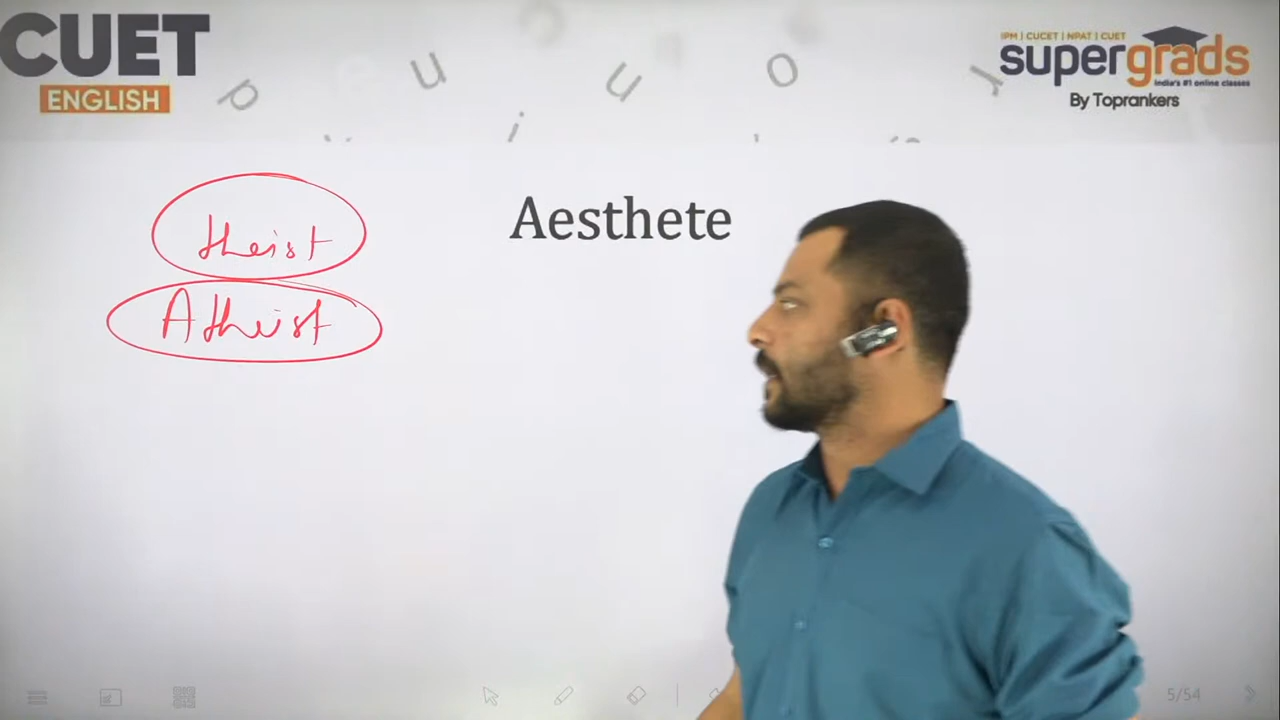 CUET
ENGLISH
IPM | CUCET | NPAT | CUET
supergrads
India's #1 online classes
By Toprankers
p u i n u o r
Aesthete
theist
Atheist
5/54